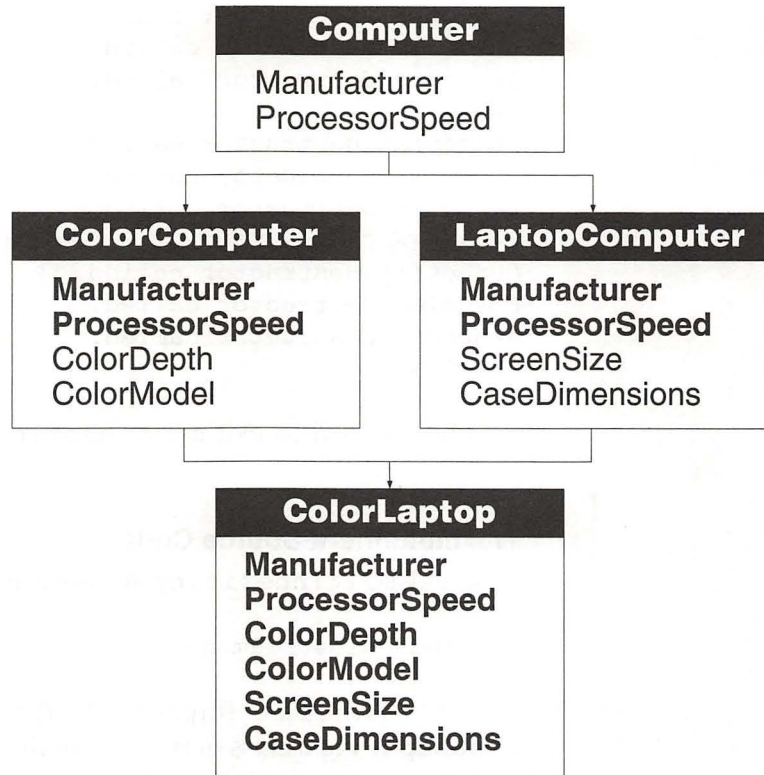 Computer
Manufacturer
ProcessorSpeed
ColorComputer
Manufacturer
ProcessorSpeed
ColorDepth
ColorModel
LaptopComputer
Manufacturer
ProcessorSpeed
ScreenSize
CaseDimensions
ColorLaptop
Manufacturer
ProcessorSpeed
ColorDepth
ColorModel
ScreenSize
CaseDimensions